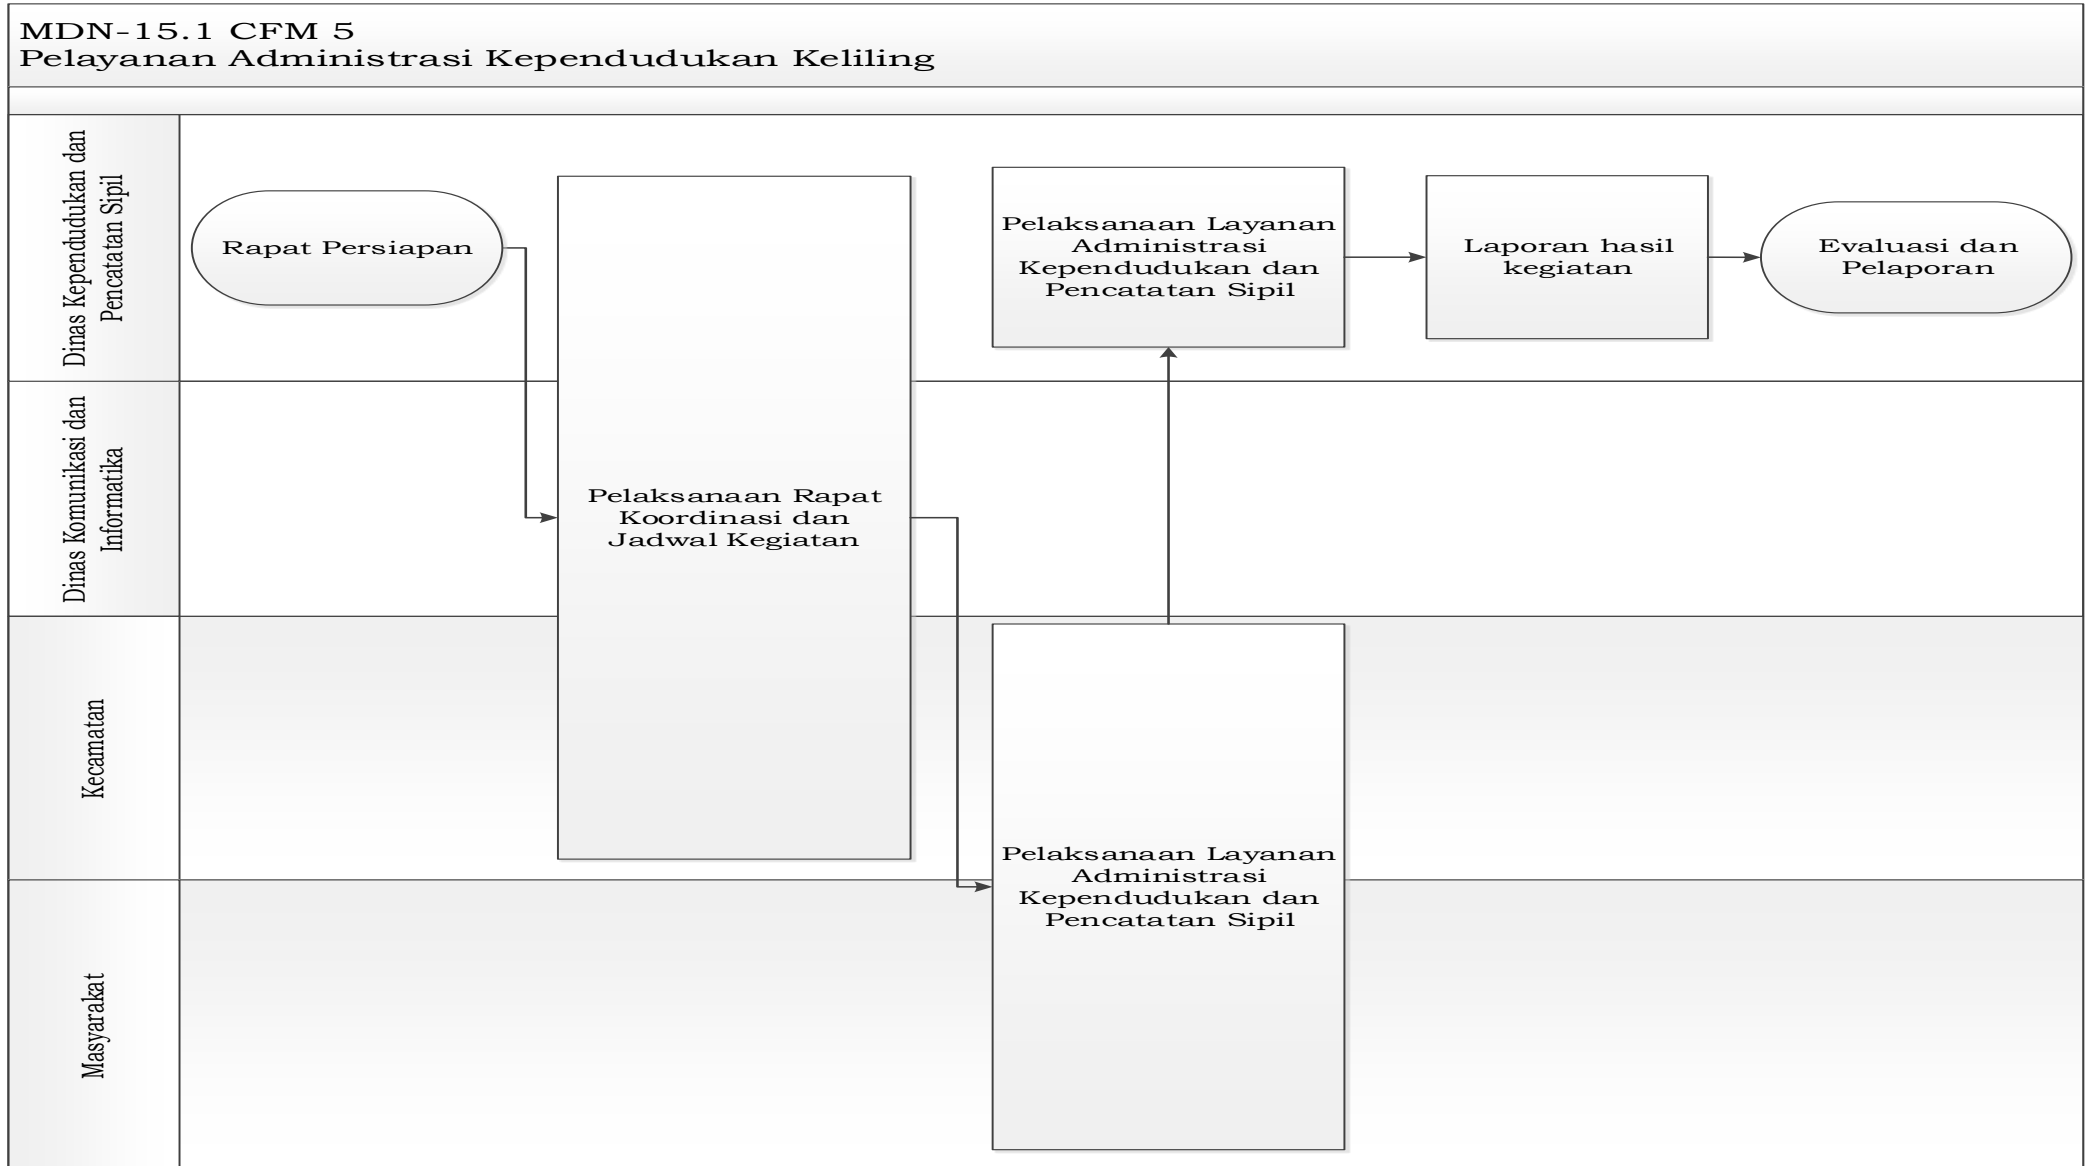 MDN-15.1 CFM 5
Pelayanan Administrasi Kependudukan Keliling
Dinas Kependudukan dan
Pencatatan Sipil
Rapat Persiapan
Pelaksanaan Layanan
Administrasi
Kependudukan dan
Pencatatan Sipil
Laporan hasil
kegiatan
Evaluasi dan
Pelaporan
Dinas Komunikasi dan
Informatika
Pelaksanaan Rapat
Koordinasi dan
Jadwal Kegiatan
Kecamatan
Pelaksanaan Layanan
Administrasi
Kependudukan dan
Pencatatan Sipil
Masyarakat